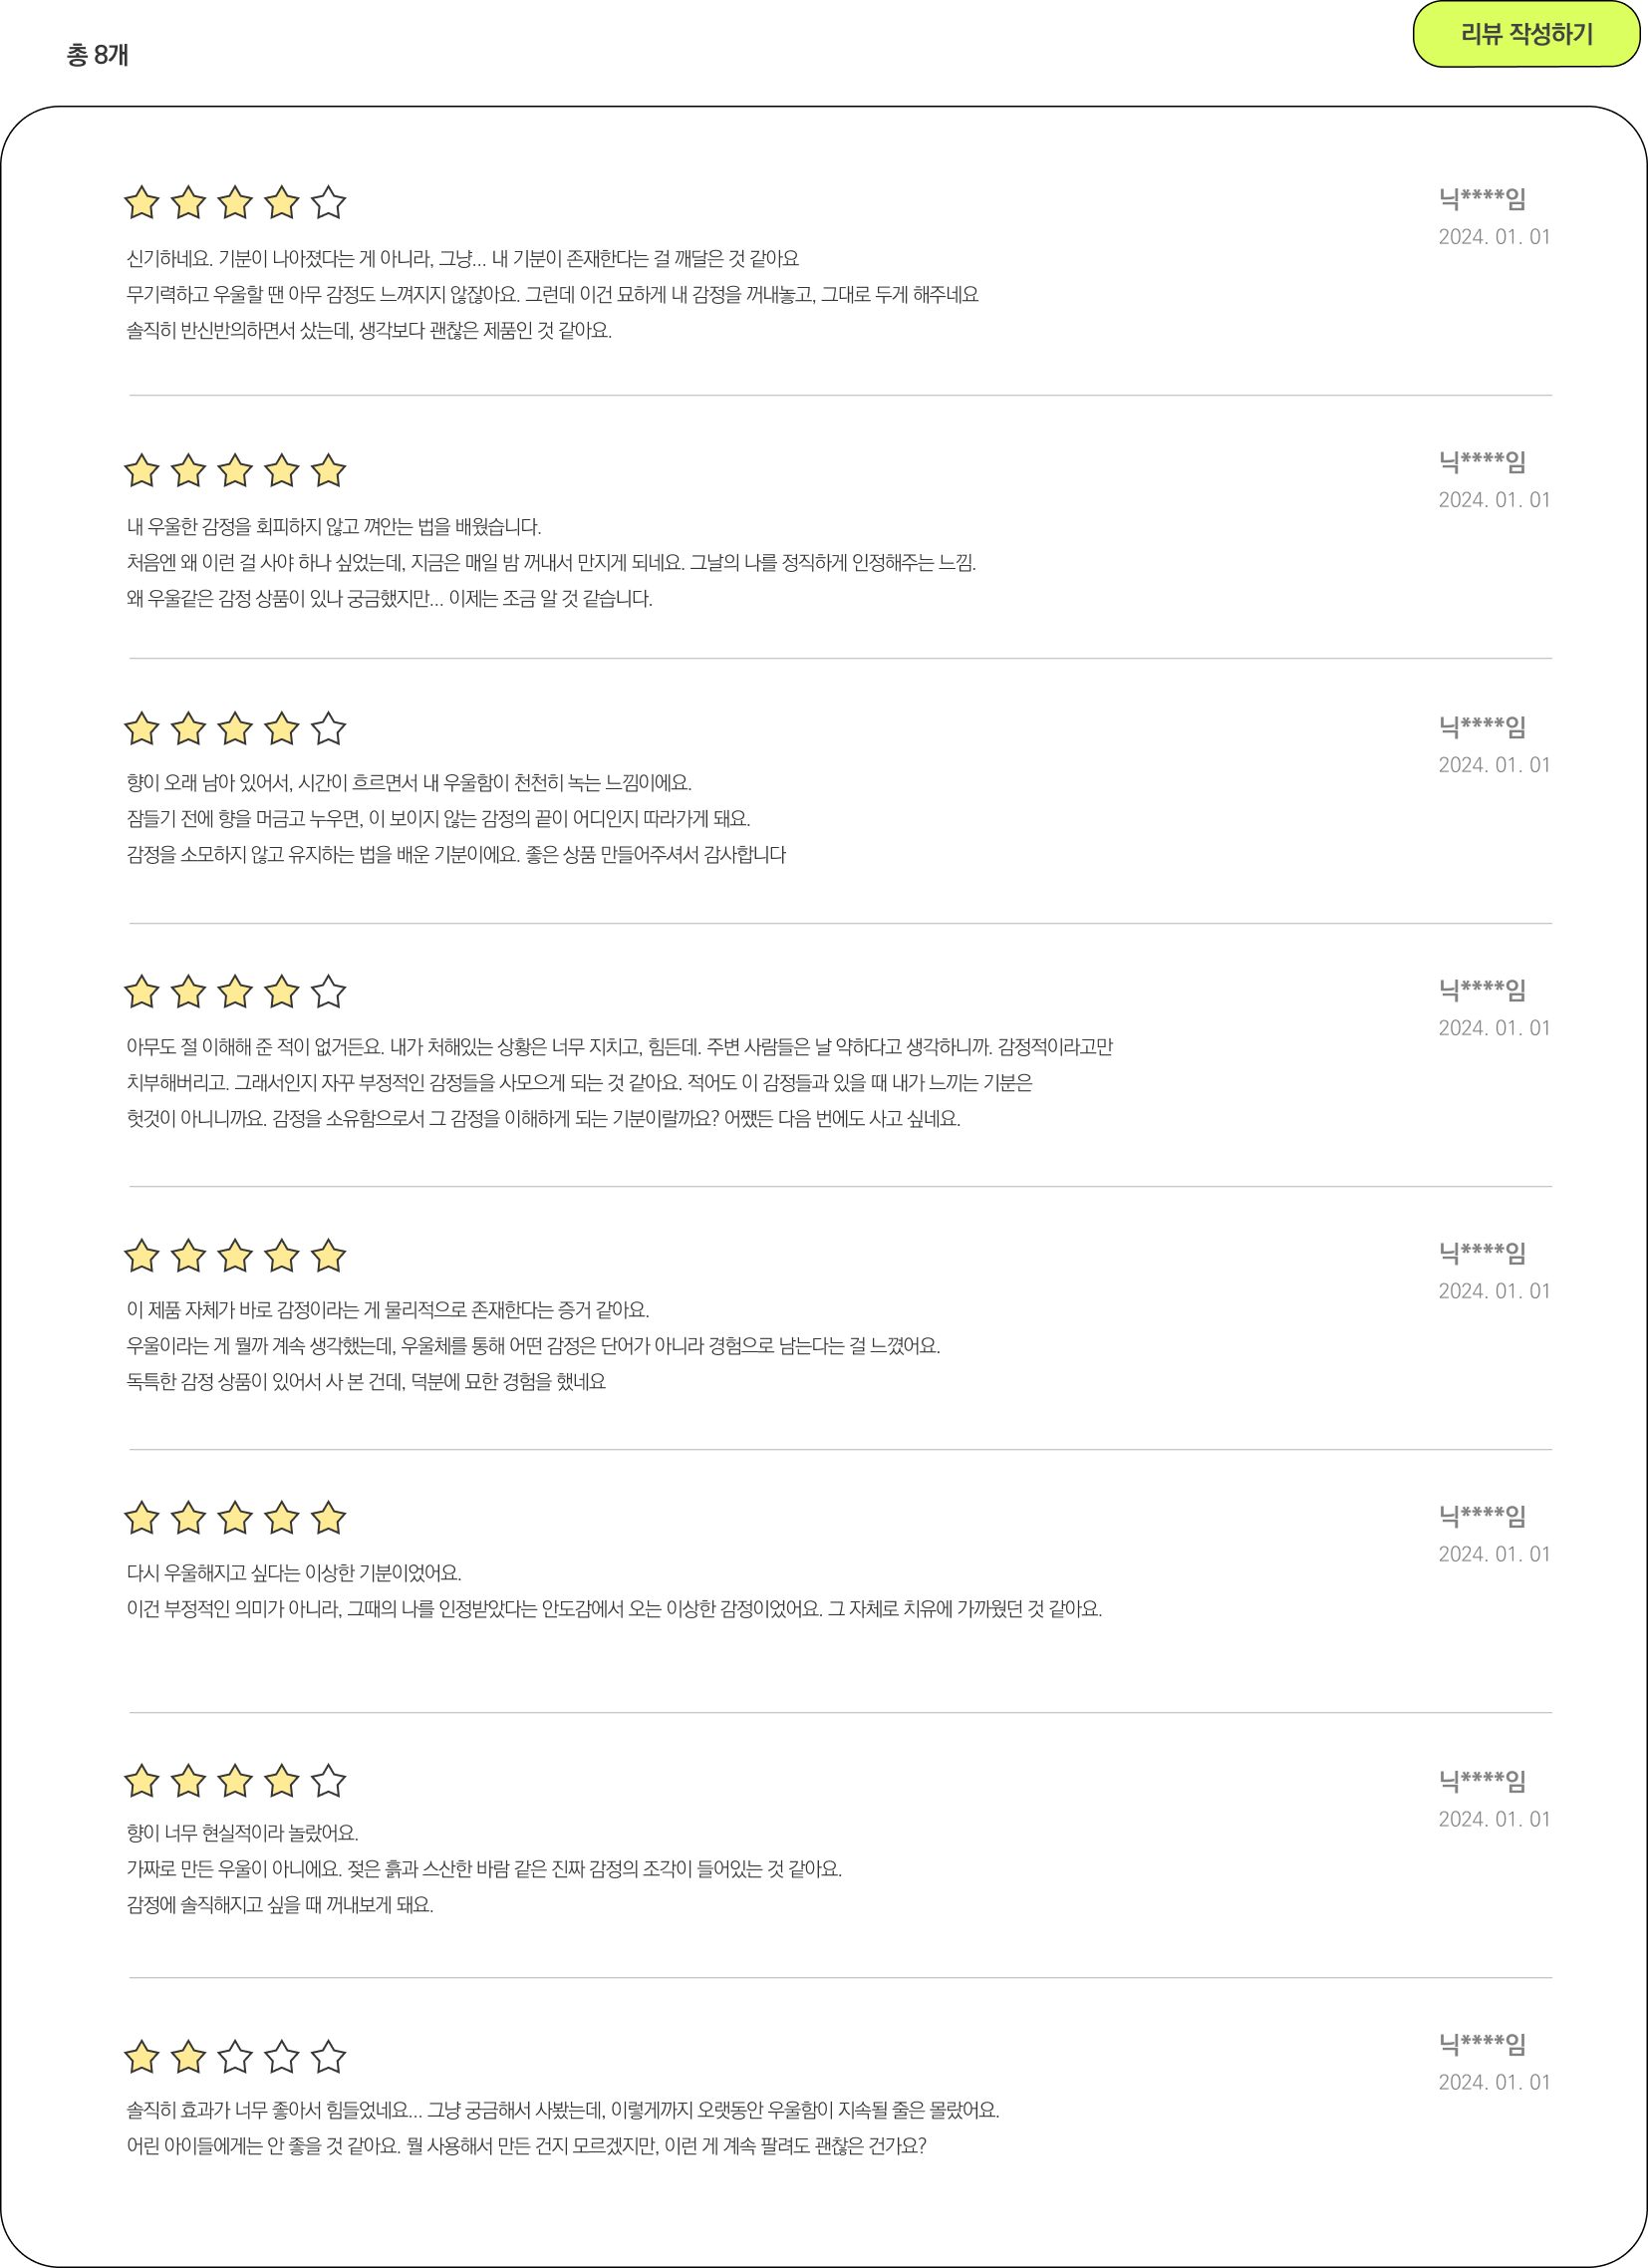 총 8개
리뷰 작성하기
닉****임
2024. 01. 01
신기하네요. 기분이 나아졌다는 게 아니라, 그냥... 내 기분이 존재한다는 걸 깨달은 것 같아요
무기력하고 우울할 땐 아무 감정도 느껴지지 않잖아요. 그런데 이건 묘하게 내 감정을 꺼내놓고, 그대로 두게 해주네요
솔직히 반신반의하면서 샀는데, 생각보다 괜찮은 제품인 것 같아요.
닉****임
2024. 01. 01
내 우울한 감정을 회피하지 않고 껴안는 법을 배웠습니다.
처음엔 왜 이런 걸 사야 하나 싶었는데, 지금은 매일 밤 꺼내서 만지게 되네요. 그날의 나를 정직하게 인정해주는 느낌.
왜 우울같은 감정 상품이 있나 궁금했지만... 이제는 조금 알 것 같습니다.
닉****임
2024. 01. 01
향이 오래 남아 있어서, 시간이 흐르면서 내 우울함이 천천히 녹는 느낌이에요.
잠들기 전에 향을 머금고 누우면, 이 보이지 않는 감정의 끝이 어디인지 따라가게 돼요.
감정을 소모하지 않고 유지하는 법을 배운 기분이에요. 좋은 상품 만들어주셔서 감사합니다
닉****임
2024. 01. 01
아무도 절 이해해 준 적이 없거든요. 내가 처해있는 상황은 너무 지치고, 힘든데. 주변 사람들은 날 약하다고 생각하니까. 감정적이라고만
치부해버리고. 그래서인지 자꾸 부정적인 감정들을 사모으게 되는 것 같아요. 적어도 이 감정들과 있을 때 내가 느끼는 기분은
헛것이 아니니까요. 감정을 소유함으로서 그 감정을 이해하게 되는 기분이랄까요? 어쨌든 다음 번에도 사고 싶네요.
닉****임
2024. 01. 01
이 제품 자체가 바로 감정이라는 게 물리적으로 존재한다는 증거 같아요.
우울이라는 게 뭘까 계속 생각했는데, 우울체를 통해 어떤 감정은 단어가 아니라 경험으로 남는다는 걸 느꼈어요.
독특한 감정 상품이 있어서 사 본 건데, 덕분에 묘한 경험을 했네요
닉****임
2024. 01. 01
다시 우울해지고 싶다는 이상한 기분이었어요.
이건 부정적인 의미가 아니라, 그때의 나를 인정받았다는 안도감에서 오는 이상한 감정이었어요. 그 자체로 치유에 가까웠던 것 같아요.
닉****임
2024. 01. 01
향이 너무 현실적이라 놀랐어요.
가짜로 만든 우울이 아니에요. 젖은 흙과 스산한 바람 같은 진짜 감정의 조각이 들어있는 것 같아요.
감정에 솔직해지고 싶을 때 꺼내보게 돼요.
닉****임
2024. 01. 01
솔직히 효과가 너무 좋아서 힘들었네요... 그냥 궁금해서 사봤는데, 이렇게까지 오랫동안 우울함이 지속될 줄은 몰랐어요.
어린 아이들에게는 안 좋을 것 같아요. 뭘 사용해서 만든 건지 모르겠지만, 이런 게 계속 팔려도 괜찮은 건가요?